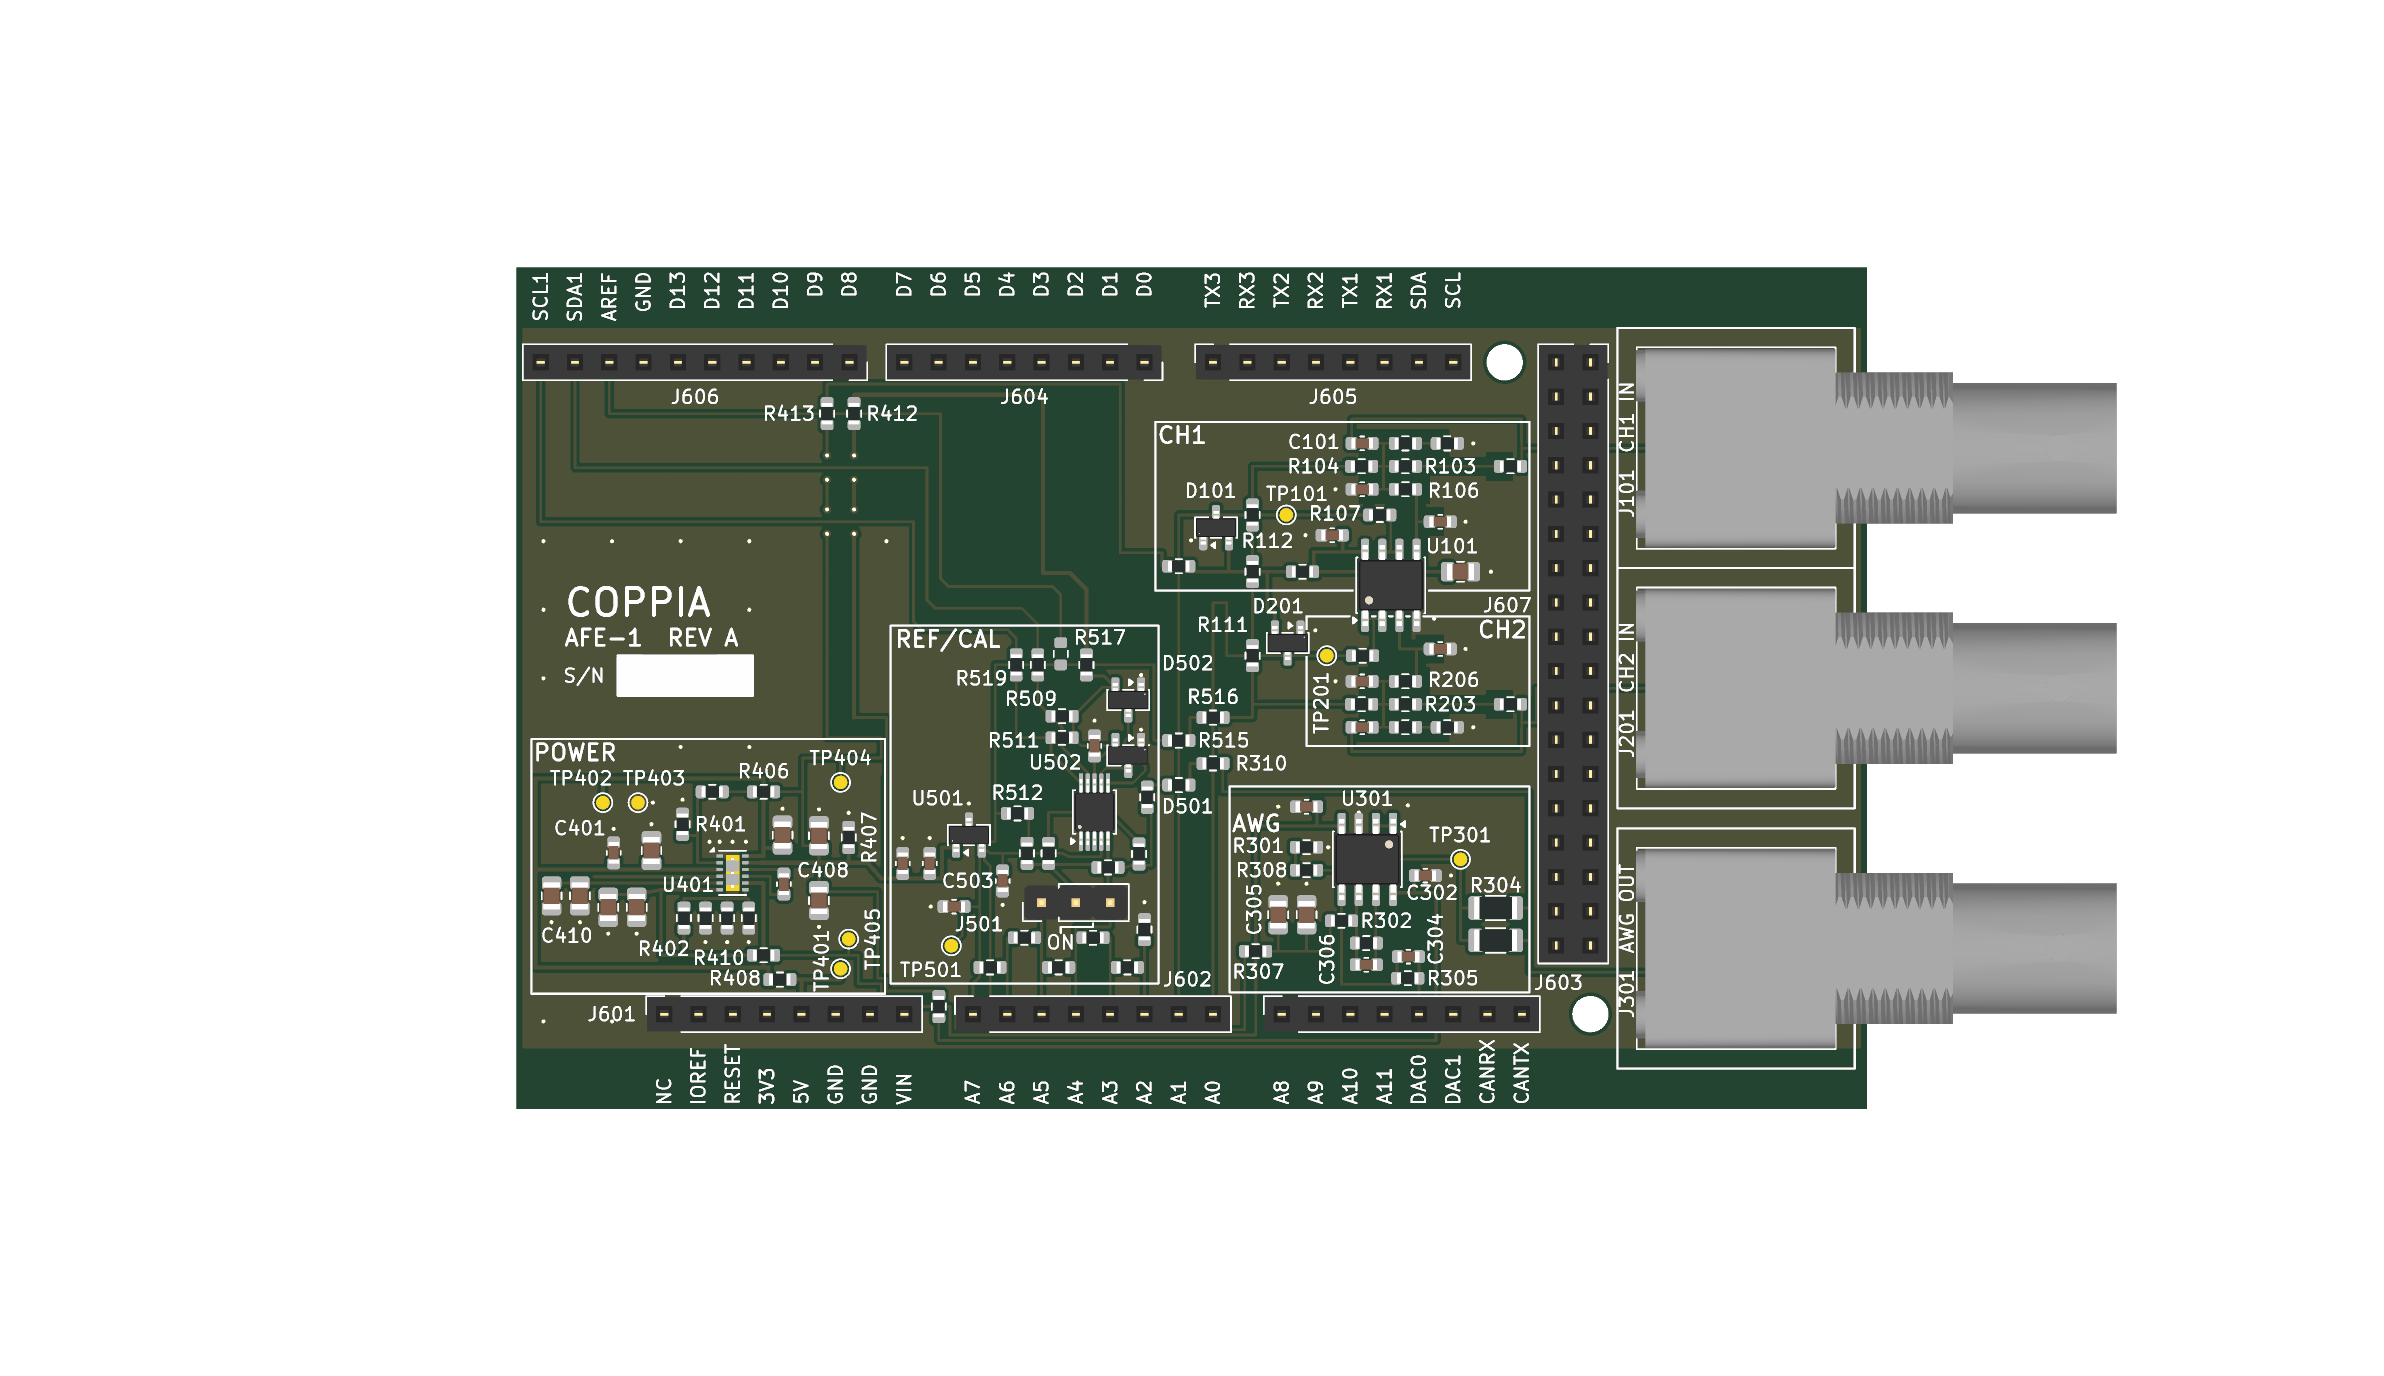 SCL1 SDA1 AREF GND D13 D12 D11 D10 D9 D8 D7 D6 D5 D4 D3 D2 D1 D0 TX3 RX3 TX2 RX2 TX1 RX1 SDA SCL
J606 J604 J605
R413 R412
CH1
C101
R104 R103
D101 TP101 R106
R107
R112 U101
CH1 IN
J101
COPPIA
AFE-1 REV A
S/N
D201 J607
R111 CH2
REF/CAL R517
D502
R519 R206
R509 R516 R203
TP201
R511 R515
U502 R310
CH2 IN
J201
POWER
TP402 TP403 R406 TP404
U501 R512 D501 U301
C401 R401 R407 AWG TP301
R301
C408 R308
U401 C503 C302 R304
C305
C410 J501 R302
R402 ON C304
R410 TP401 TP405 TP501 C306
R408 R307 R305
J602 J603
AWG OUT
J301
J601
NC IOREF RESET 3V3 5V GND GND VIN A7 A6 A5 A4 A3 A2 A1 A0 A8 A9 A10 A11 DAC0 DAC1 CANRX CANTX